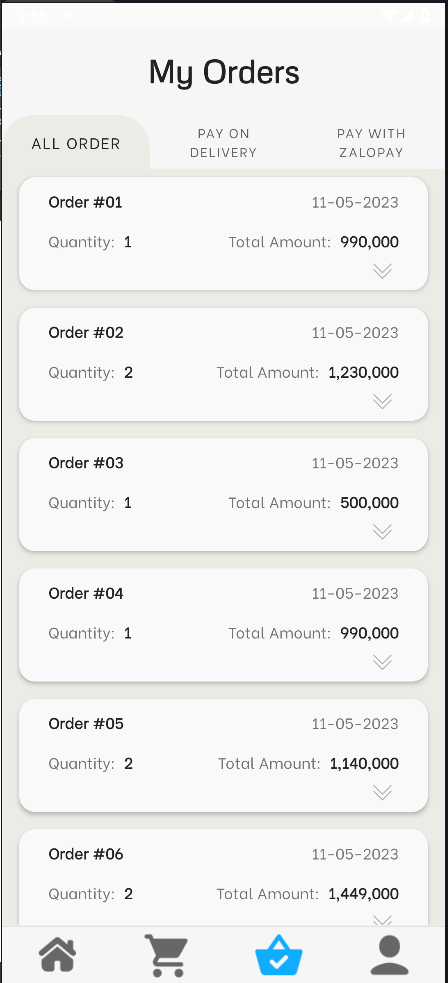 2:56
My Orders
ALL ORDER
PAY ON
DELIVERY
PAY WITH
ZALOPAY
Order #01 11-05-2023
Quantity: 1 Total Amount: 990,000
Order #02 11-05-2023
Quantity: 2 Total Amount: 1,230,000
Order #03 11-05-2023
Quantity: 1 Total Amount: 500,000
Order #04 11-05-2023
Quantity: 1 Total Amount: 990,000
Order #05 11-05-2023
Quantity: 2 Total Amount: 1,140,000
Order #06 11-05-2023
Quantity: 2 Total Amount: 1,449,000